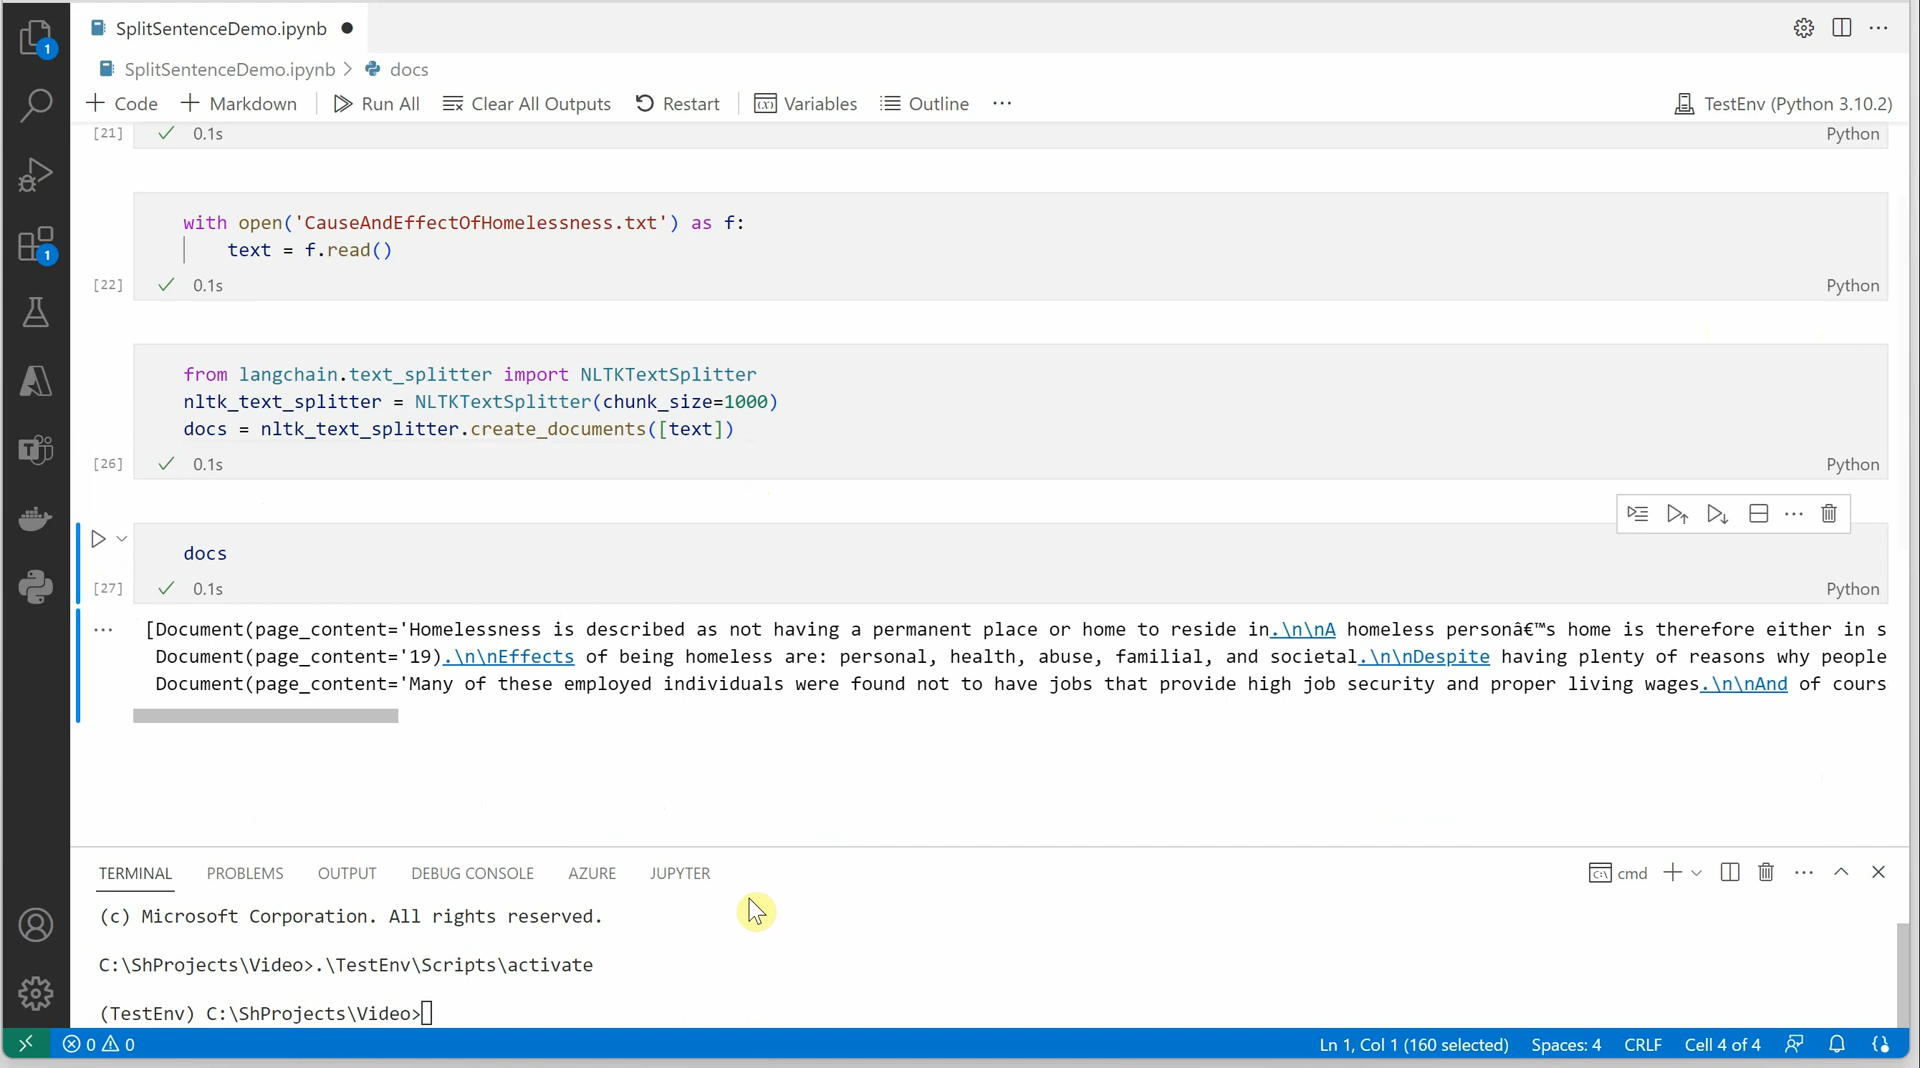 SplitSentenceDemo.ipynb ●
SplitSentenceDemo.ipynb > docs
Code Markdown Run All Clear All Outputs Restart Variables Outline ··· TestEnv (Python 3.10.2)
[21] 0.1s Python
with open('CauseAndEffectOfHomelessness.txt') as f:
text = f.read()
[22] 0.1s Python
from langchain.text_splitter import NLTKTextSplitter
nltk_text_splitter = NLTKTextSplitter(chunk_size=1000)
docs = nltk_text_splitter.create_documents([text])
[26] 0.1s Python
docs
[27] 0.1s Python
[Document(page_content='Homelessness is described as not having a permanent place or home to reside in.\n\nA homeless personâ€™s home is therefore either in s
Document(page_content='19).\n\nEffects of being homeless are: personal, health, abuse, familial, and societal.\n\nDespite having plenty of reasons why people
Document(page_content='Many of these employed individuals were found not to have jobs that provide high job security and proper living wages.\n\nAnd of cours
TERMINAL PROBLEMS OUTPUT DEBUG CONSOLE AZURE JUPYTER cmd
(c) Microsoft Corporation. All rights reserved.
C:\ShProjects\Video>.\TestEnv\Scripts\activate
(TestEnv) C:\ShProjects\Video>
0 0 Ln 1, Col 1 (160 selected) Spaces: 4 CRLF Cell 4 of 4
1
1